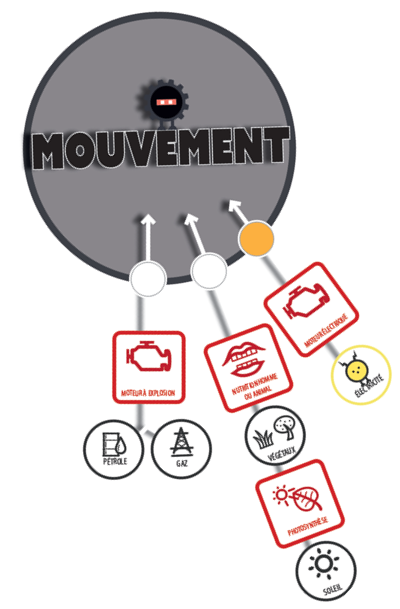 MOUVEMENT
MOTEUR À EXPLOSION
PÉTROLE
GAZ
NUTRITION HOMME
OU ANIMAL
VÉGÉTAUX
PHOTOSYNTHÈSE
SOLEIL
MOTEUR ÉLECTRIQUE
ÉLECTRICITÉ